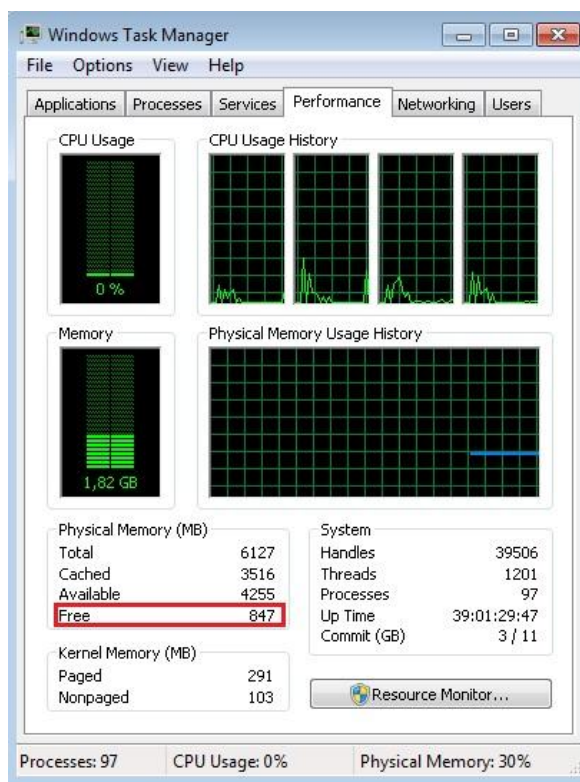 Windows Task Manager
File Options View Help
Applications Processes Services Performance Networking Users
CPU Usage
CPU Usage History
0 %
Memory
Physical Memory Usage History
1,82 GB
Physical Memory (MB)
Total 6127
Cached 3516
Available 4255
Free 847
System
Handles 39506
Threads 1201
Processes 97
Up Time 39:01:29:47
Commit (GB) 3 / 11
Kernel Memory (MB)
Paged 291
Nonpaged 103
Resource Monitor...
Processes: 97 CPU Usage: 0% Physical Memory: 30%